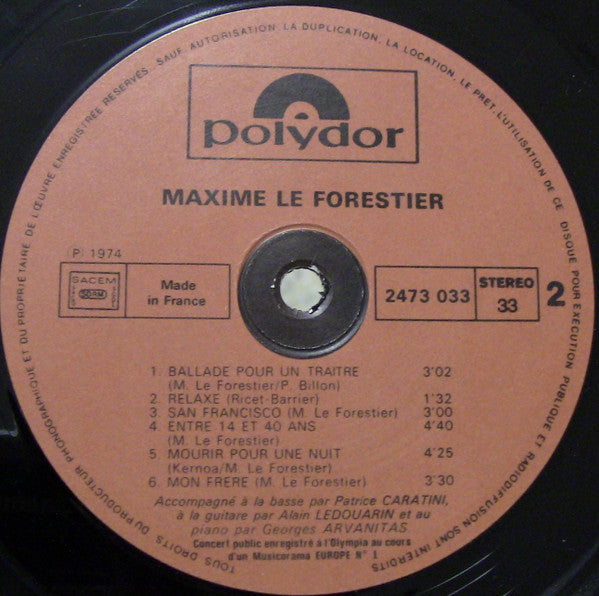 TOUS DROITS DU PRODUCTEUR PHONOGRAPHIQUE ET DU PROPRIETAIRE DE L'ŒUVRE ENREGISTREE RESERVES. SAUF AUTORISATION LA DUPLICATION, LA LOCATION, LE PRET, L'UTILISATION DE CE DISQUE POUR EXECUTION PUBLIQUE ET RADIODIFFUSION SONT INTERDITS
polydor
MAXIME LE FORESTIER
P 1974
SACEM
SDRM
Made
in France
2473 033
STEREO
33
2
1. BALLADE POUR UN TRAITRE 3'02
(M. Le Forestier/P. Billon)
2. RELAXE (Ricet-Barrier) 1'32
3. SAN FRANCISCO (M. Le Forestier) 3'00
4. ENTRE 14 ET 40 ANS 4'40
(M. Le Forestier)
5. MOURIR POUR UNE NUIT 4'25
(Kernoa/M. Le Forestier)
6. MON FRERE (M. Le Forestier) 3'30
Accompagné à la basse par Patrice CARATINI,
à la guitare par Alain LEDOUARIN et au
piano par Georges ARVANITAS
Concert public enregistré à l'Olympia au cours
d'un Musicorama EUROPE N° 1